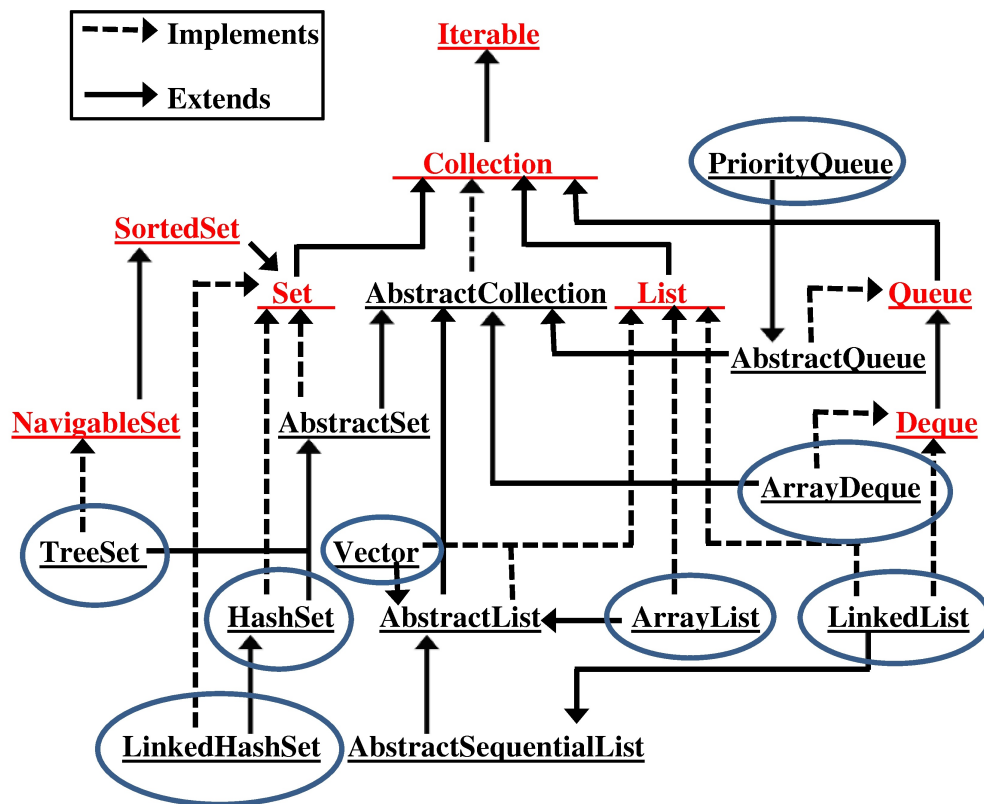 Implements
Extends
Iterable
Collection
PriorityQueue
SortedSet
Set
AbstractCollection
List
Queue
AbstractQueue
NavigableSet
AbstractSet
Deque
ArrayDeque
TreeSet
Vector
HashSet
AbstractList
ArrayList
LinkedList
LinkedHashSet
AbstractSequentialList